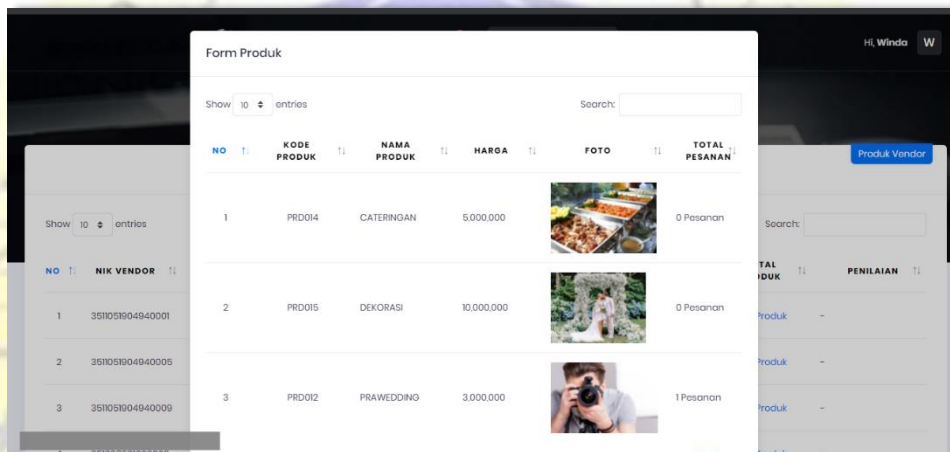 Hi, Winda W
Form Produk
Produk Vendor
Show 10 entries Search:
NO KODE PRODUK NAMA PRODUK HARGA FOTO TOTAL PESANAN
1 PRD014 CATERINGAN 5,000,000 0 Pesanan
2 PRD015 DEKORASI 10,000,000 0 Pesanan
3 PRD012 PRAWEDDING 3,000,000 1 Pesanan
Show 10 entries Search:
NO NIK VENDOR PENILAIAN
1 3511051904940001 Produk -
2 3511051904940005 Produk -
3 3511051904940009 Produk -